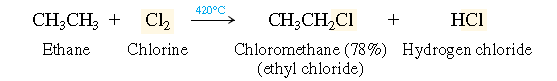 420°C
CH₃CH₃ + Cl₂ ⟶ CH₃CH₂Cl + HCl
Ethane Chlorine Chloromethane (78%) Hydrogen chloride
(ethyl chloride)